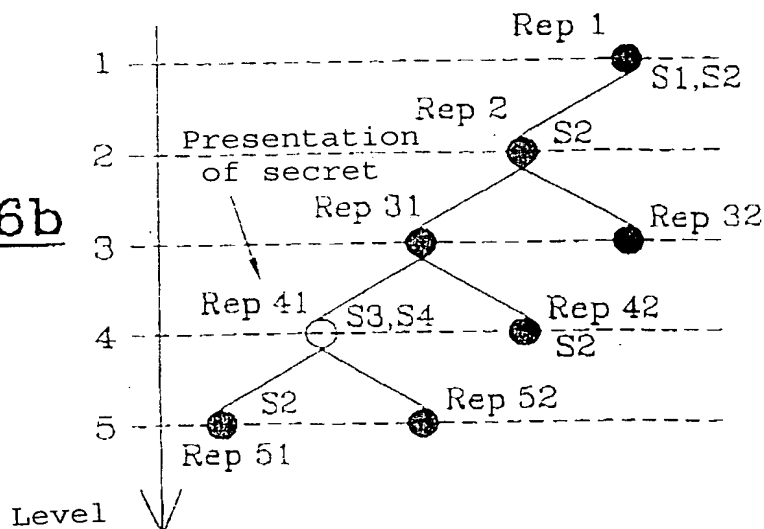 Rep 1
1
S1,S2
Rep 2
S2
Presentation
of secret
2
6b
Rep 31
Rep 32
3
Rep 41
S3,S4
Rep 42
4
S2
S2
Rep 52
5
Rep 51
Level